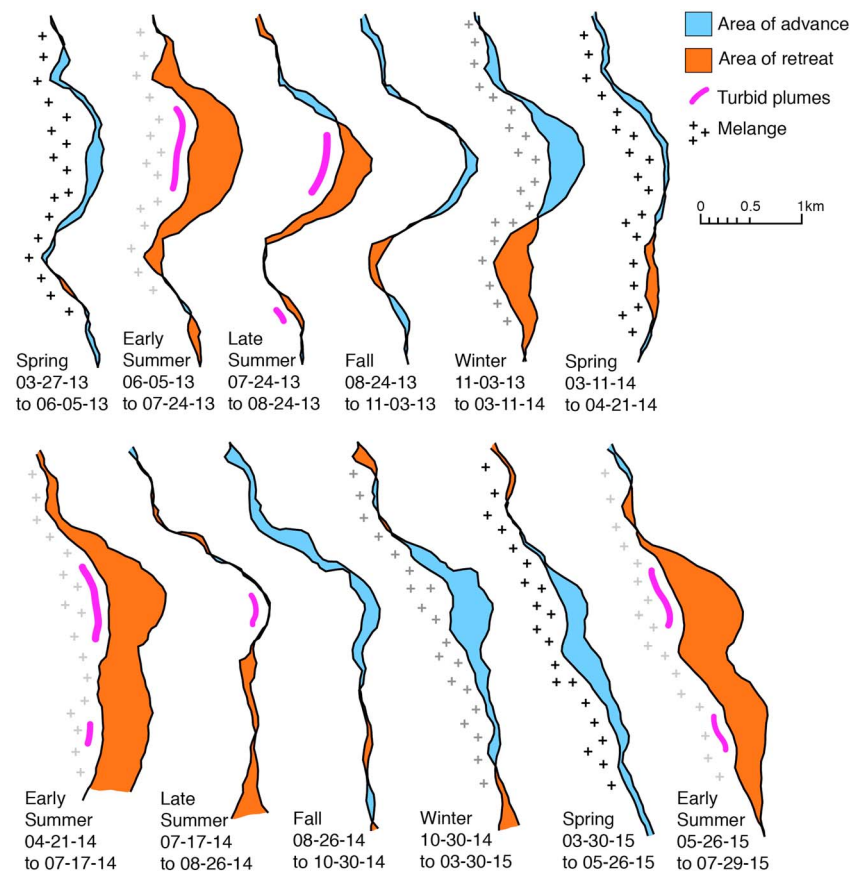 Area of advance
Area of retreat
Turbid plumes
Melange
0 0.5 1km
Spring
03-27-13
to 06-05-13
Early
Summer
06-05-13
to 07-24-13
Late
Summer
07-24-13
to 08-24-13
Fall
08-24-13
to 11-03-13
Winter
11-03-13
to 03-11-14
Spring
03-11-14
to 04-21-14
Early
Summer
04-21-14
to 07-17-14
Late
Summer
07-17-14
to 08-26-14
Fall
08-26-14
to 10-30-14
Winter
10-30-14
to 03-30-15
Spring
03-30-15
to 05-26-15
Early
Summer
05-26-15
to 07-29-15